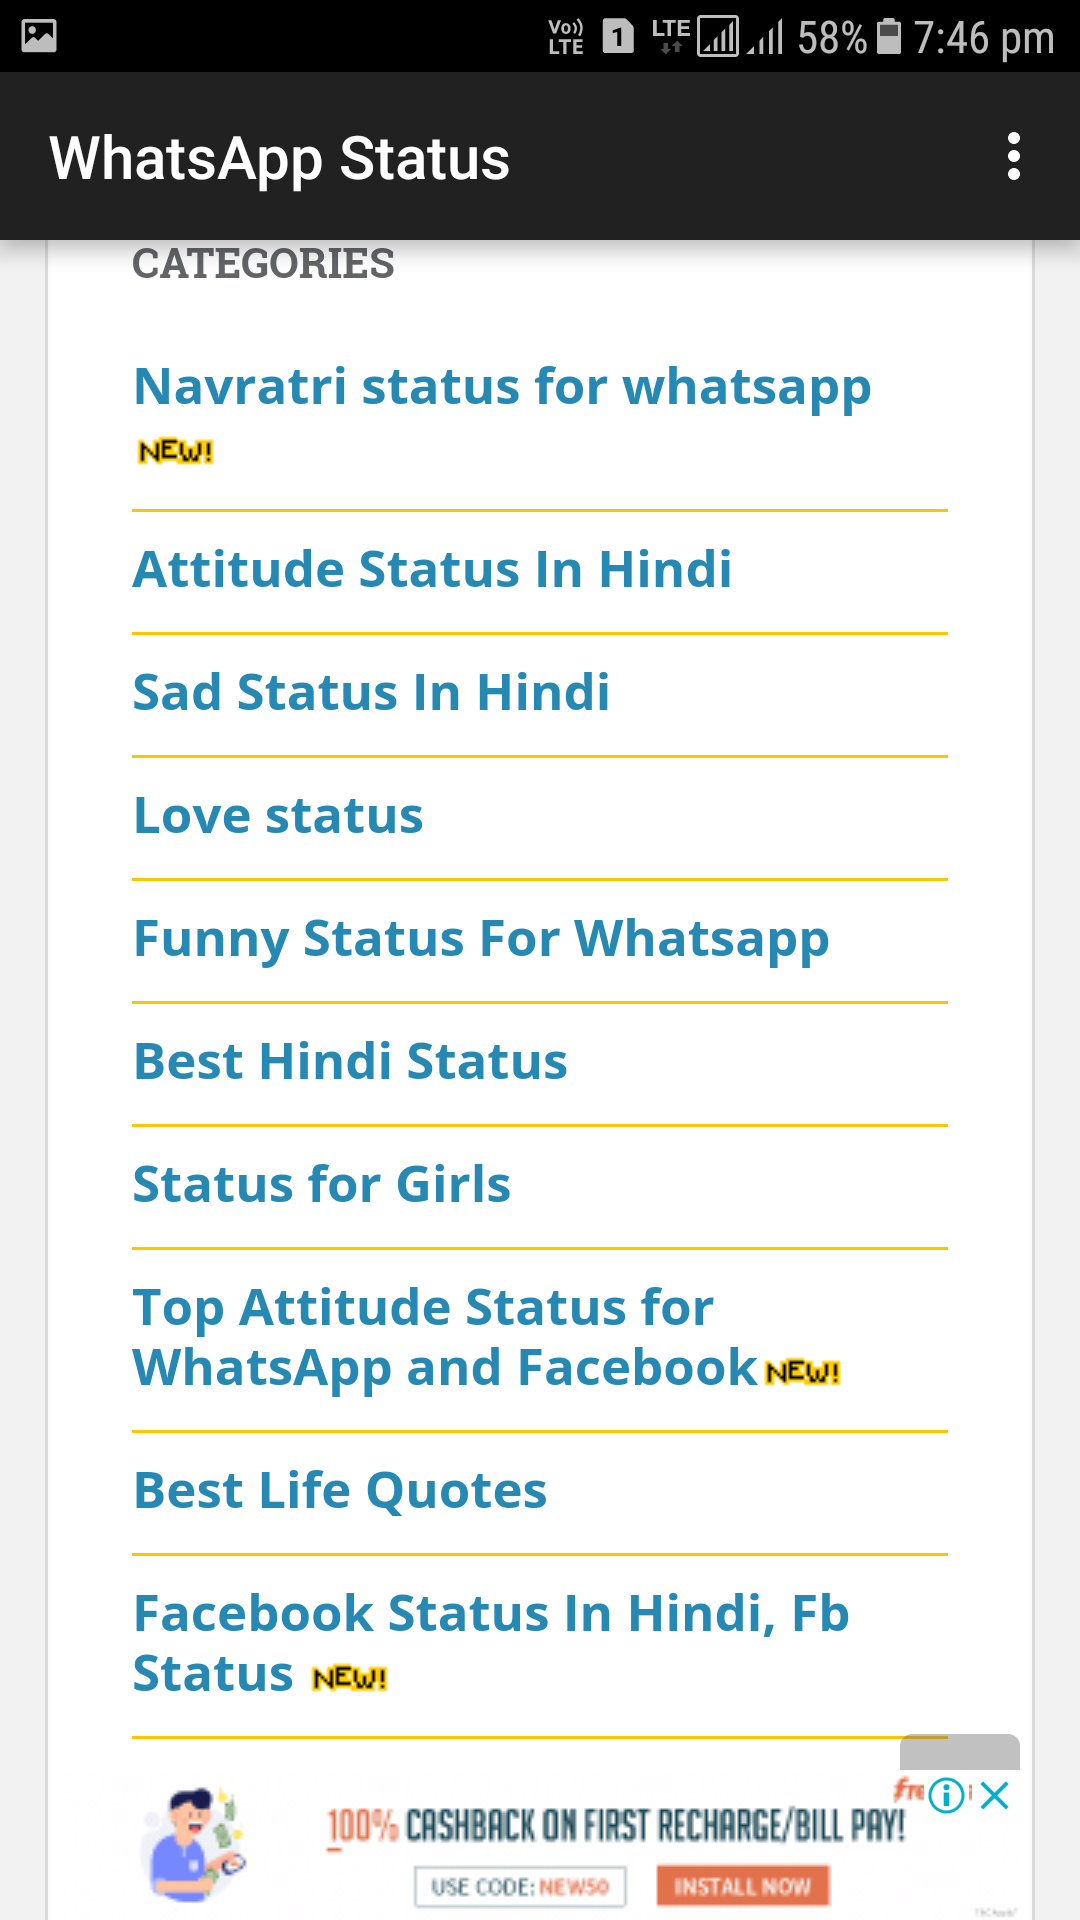 Vo)) LTE 1 LTE 58% 7:46 pm
WhatsApp Status
CATEGORIES
Navratri status for whatsapp
NEW!
Attitude Status In Hindi
Sad Status In Hindi
Love status
Funny Status For Whatsapp
Best Hindi Status
Status for Girls
Top Attitude Status for
WhatsApp and Facebook NEW!
Best Life Quotes
Facebook Status In Hindi, Fb
Status NEW!
100% CASHBACK ON FIRST RECHARGE/BILL PAY!
USE CODE: NEW50 INSTALL NOW